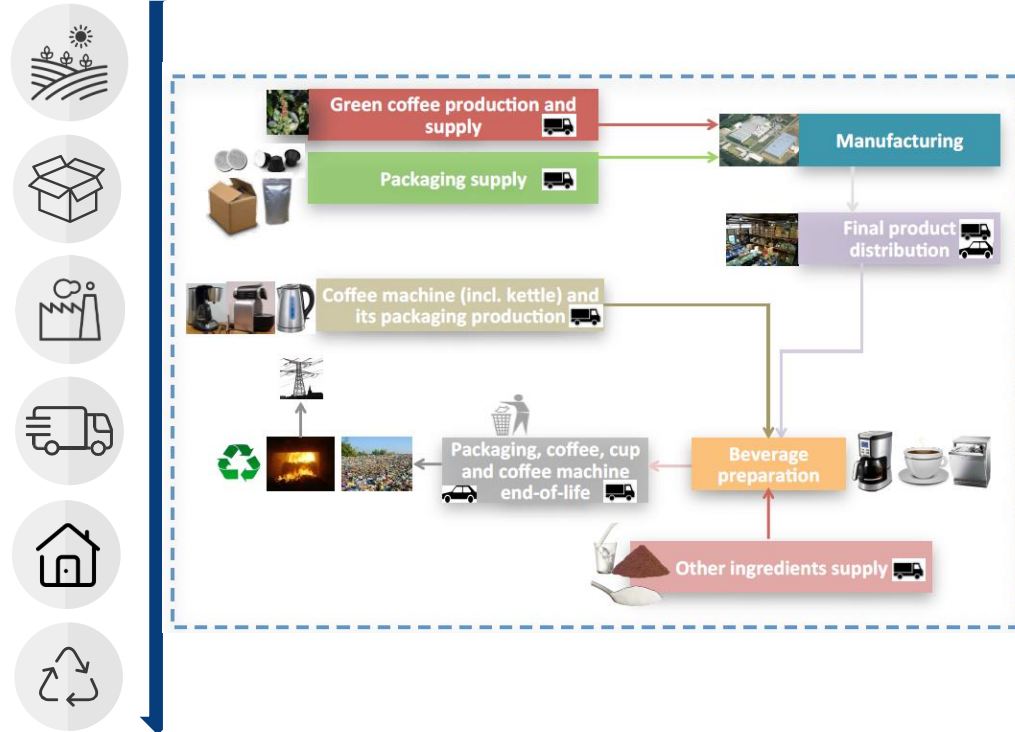 Green coffee production and
supply
Manufacturing
Packaging supply
Final product
distribution
Coffee machine (incl. kettle) and
its packaging production
Packaging, coffee, cup
and coffee machine
end-of-life
Beverage
preparation
Other ingredients supply